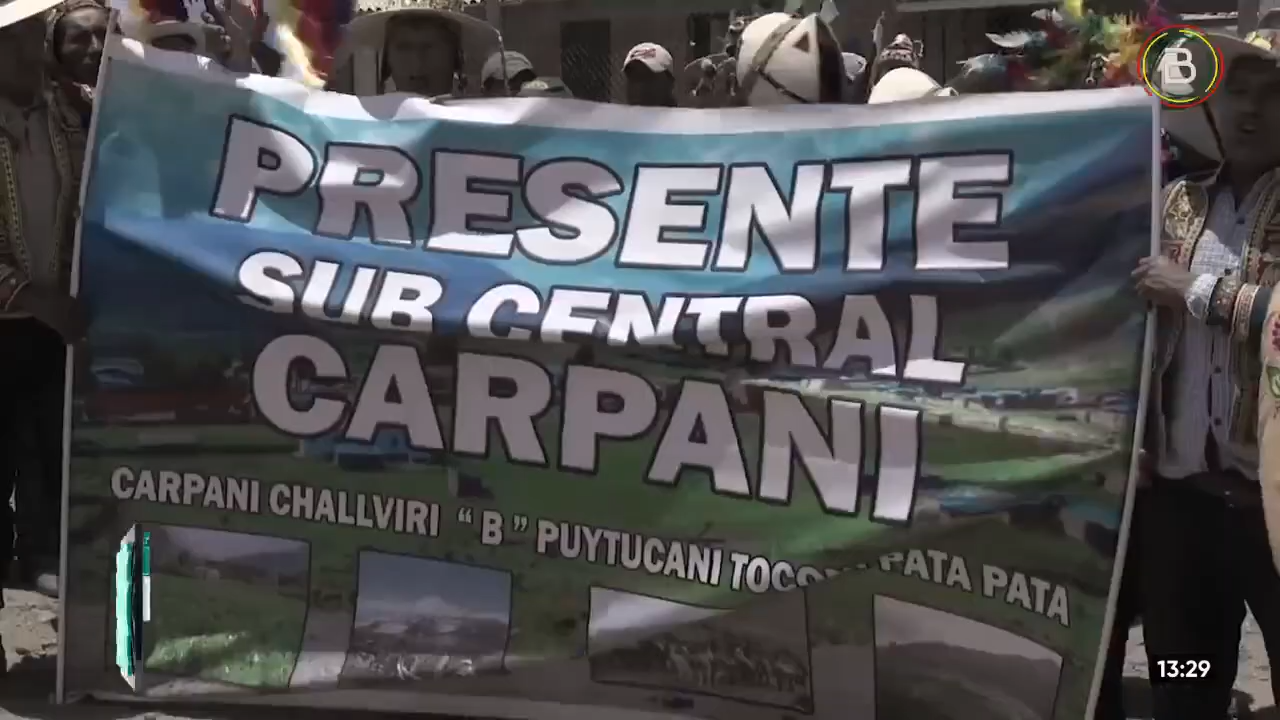 PRESENTE
SUB CENTRAL
CARPANI
CARPANI CHALLVIRI “B” PUYTUCANI PATA PATA
13:29